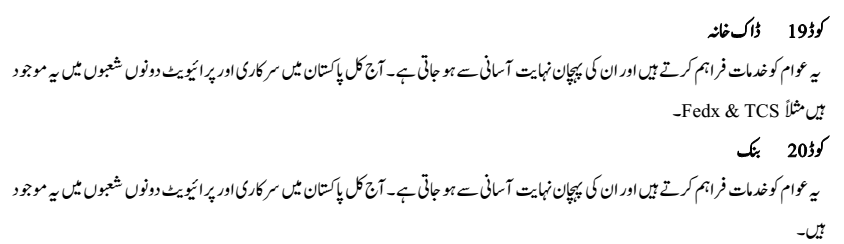 کوڈ19 ڈاک خانہ
یہ عوام کو خدمات فراہم کرتے ہیں اور ان کی پہچان نہایت آسانی سے ہو جاتی ہے۔ آج کل پاکستان میں سرکاری اور پرائیویٹ دونوں شعبوں میں یہ موجود
ہیں مثلاً Fedx & TCS۔
کوڈ20 بنک
یہ عوام کو خدمات فراہم کرتے ہیں اور ان کی پہچان نہایت آسانی سے ہو جاتی ہے۔ آج کل پاکستان میں سرکاری اور پرائیویٹ دونوں شعبوں میں یہ موجود
ہیں۔